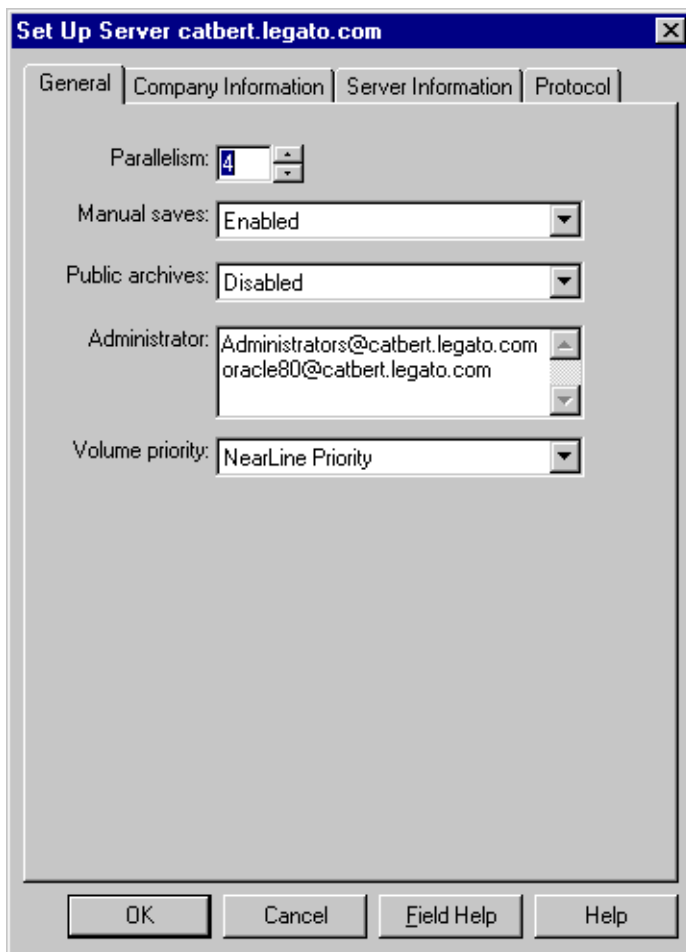 Set Up Server catbert.legato.com
General Company Information Server Information Protocol
Parallelism: 4
Manual saves: Enabled
Public archives: Disabled
Administrator: Administrators@catbert.legato.com
oracle80@catbert.legato.com
Volume priority: NearLine Priority
OK Cancel Field Help Help